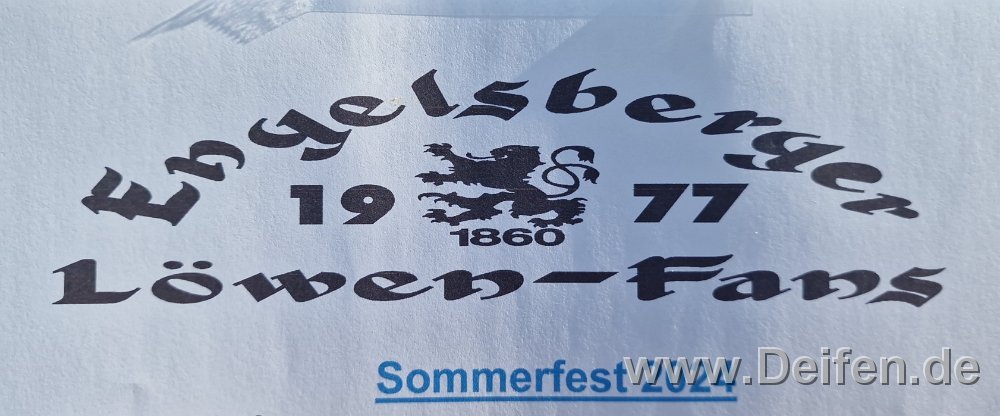 Engelsberger
19 77
1860
Löwen-Fans
Sommerfest 2024
www.Deifen.de